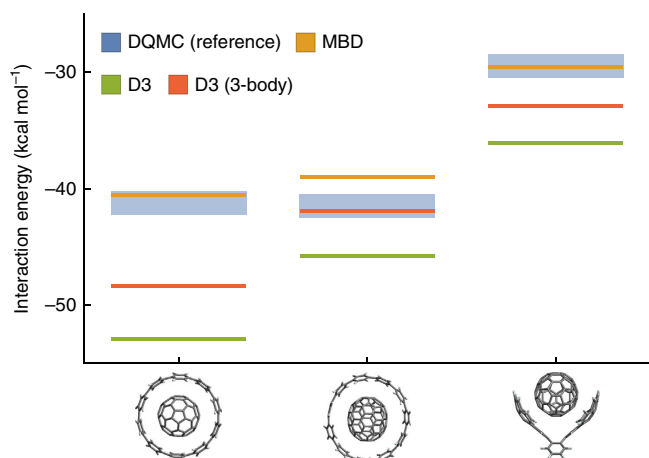 DQMC (reference) MBD
D3 D3 (3-body)
Interaction energy (kcal mol⁻¹)
–30
–40
–50